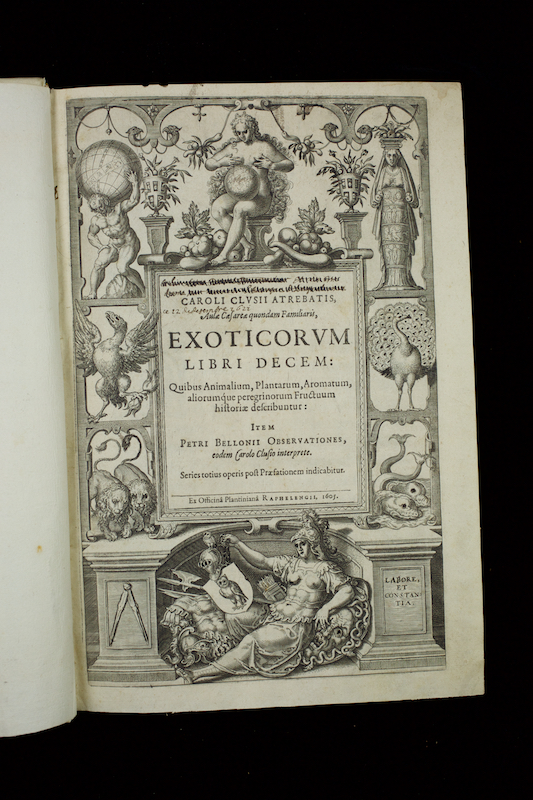 CAROLI CLVSII ATREBATIS,
Aulæ Cæsareæ quondam Familiaris,
EXOTICORVM
LIBRI DECEM:
Quibus Animalium, Plantarum, Aromatum,
aliorumque peregrinorum Fructuum
historiæ describuntur:
ITEM
PETRI BELLONII OBSERVATIONES,
eodem Carolo Clusio interprete.
Series totius operis post Præfationem indicabitur.
Ex Officinâ Plantinianâ RAPHELENGII, 1605.
LABORE,
ET
CONSTAN-
TIA.